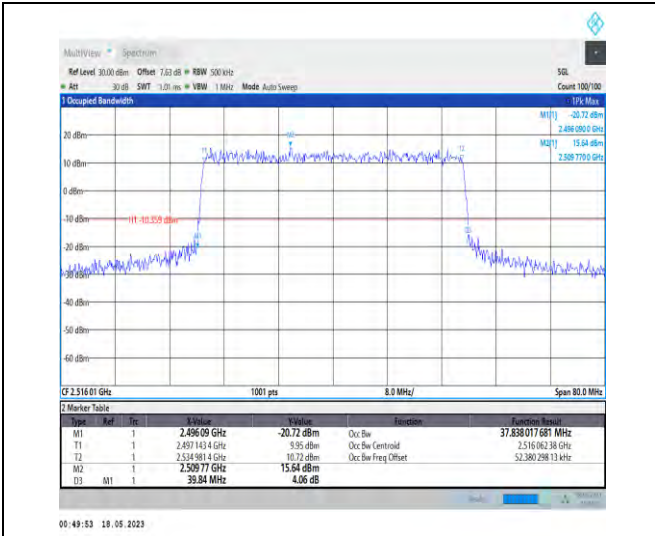 MultiView Spectrum
Ref Level 30.00 dBm Offset 7.63 dB RBW 500 kHz SGL
Att 30 dB SWT 1.01 ms VBW 1 MHz Mode Auto Sweep Count 100/100
1 Occupied Bandwidth 1Pk Max
M1[1] -20.72 dBm
2.496 090 0 GHz
M2[1] 15.64 dBm
2.509 770 0 GHz
20 dBm
M2
T1 T2
10 dBm
0 dBm
-10 dBm H1 -10.359 dBm
M1
D3
-20 dBm
-30 dBm
-40 dBm
-50 dBm
-60 dBm
CF 2.516 01 GHz 1001 pts 8.0 MHz/ Span 80.0 MHz
2 Marker Table
Type Ref Trc X-Value Y-Value Function Function Result
M1 1 2.496 09 GHz -20.72 dBm Occ Bw 37.838 017 681 MHz
T1 1 2.497 143 4 GHz 9.95 dBm Occ Bw Centroid 2.516 062 38 GHz
T2 1 2.534 981 4 GHz 10.72 dBm Occ Bw Freq Offset 52.380 298 13 kHz
M2 1 2.509 77 GHz 15.64 dBm
D3 M1 1 39.84 MHz 4.06 dB
00:49:53 18.05.2023